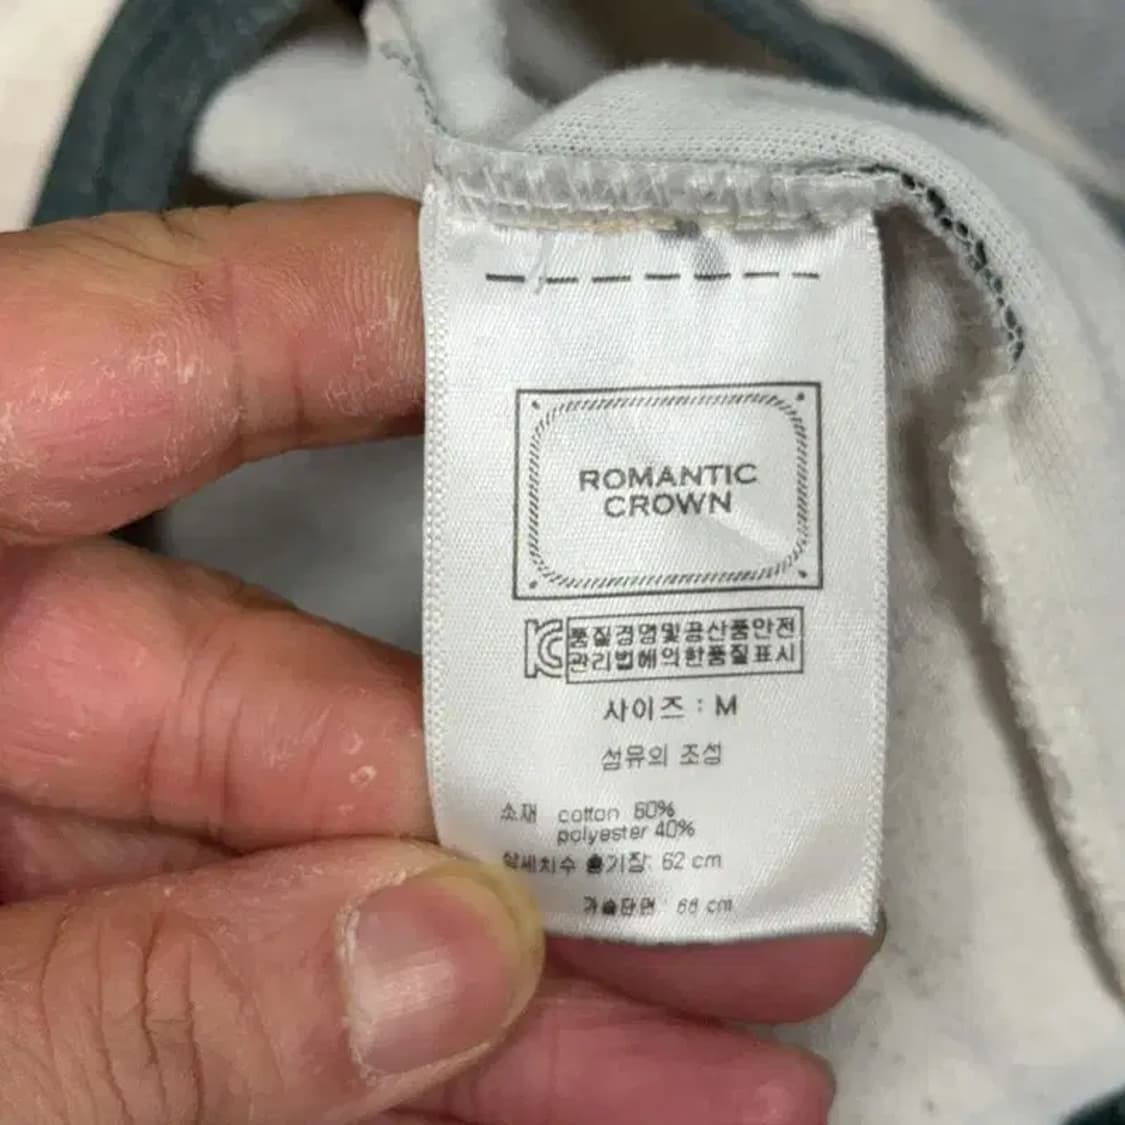 ROMANTIC
CROWN
KC 품질경영및공산품안전
관리법에의한품질표시
사이즈 : M
섬유의 조성
소재 cotton 60%
polyester 40%
상세치수 총기장: 62 cm
가슴단면 : cm